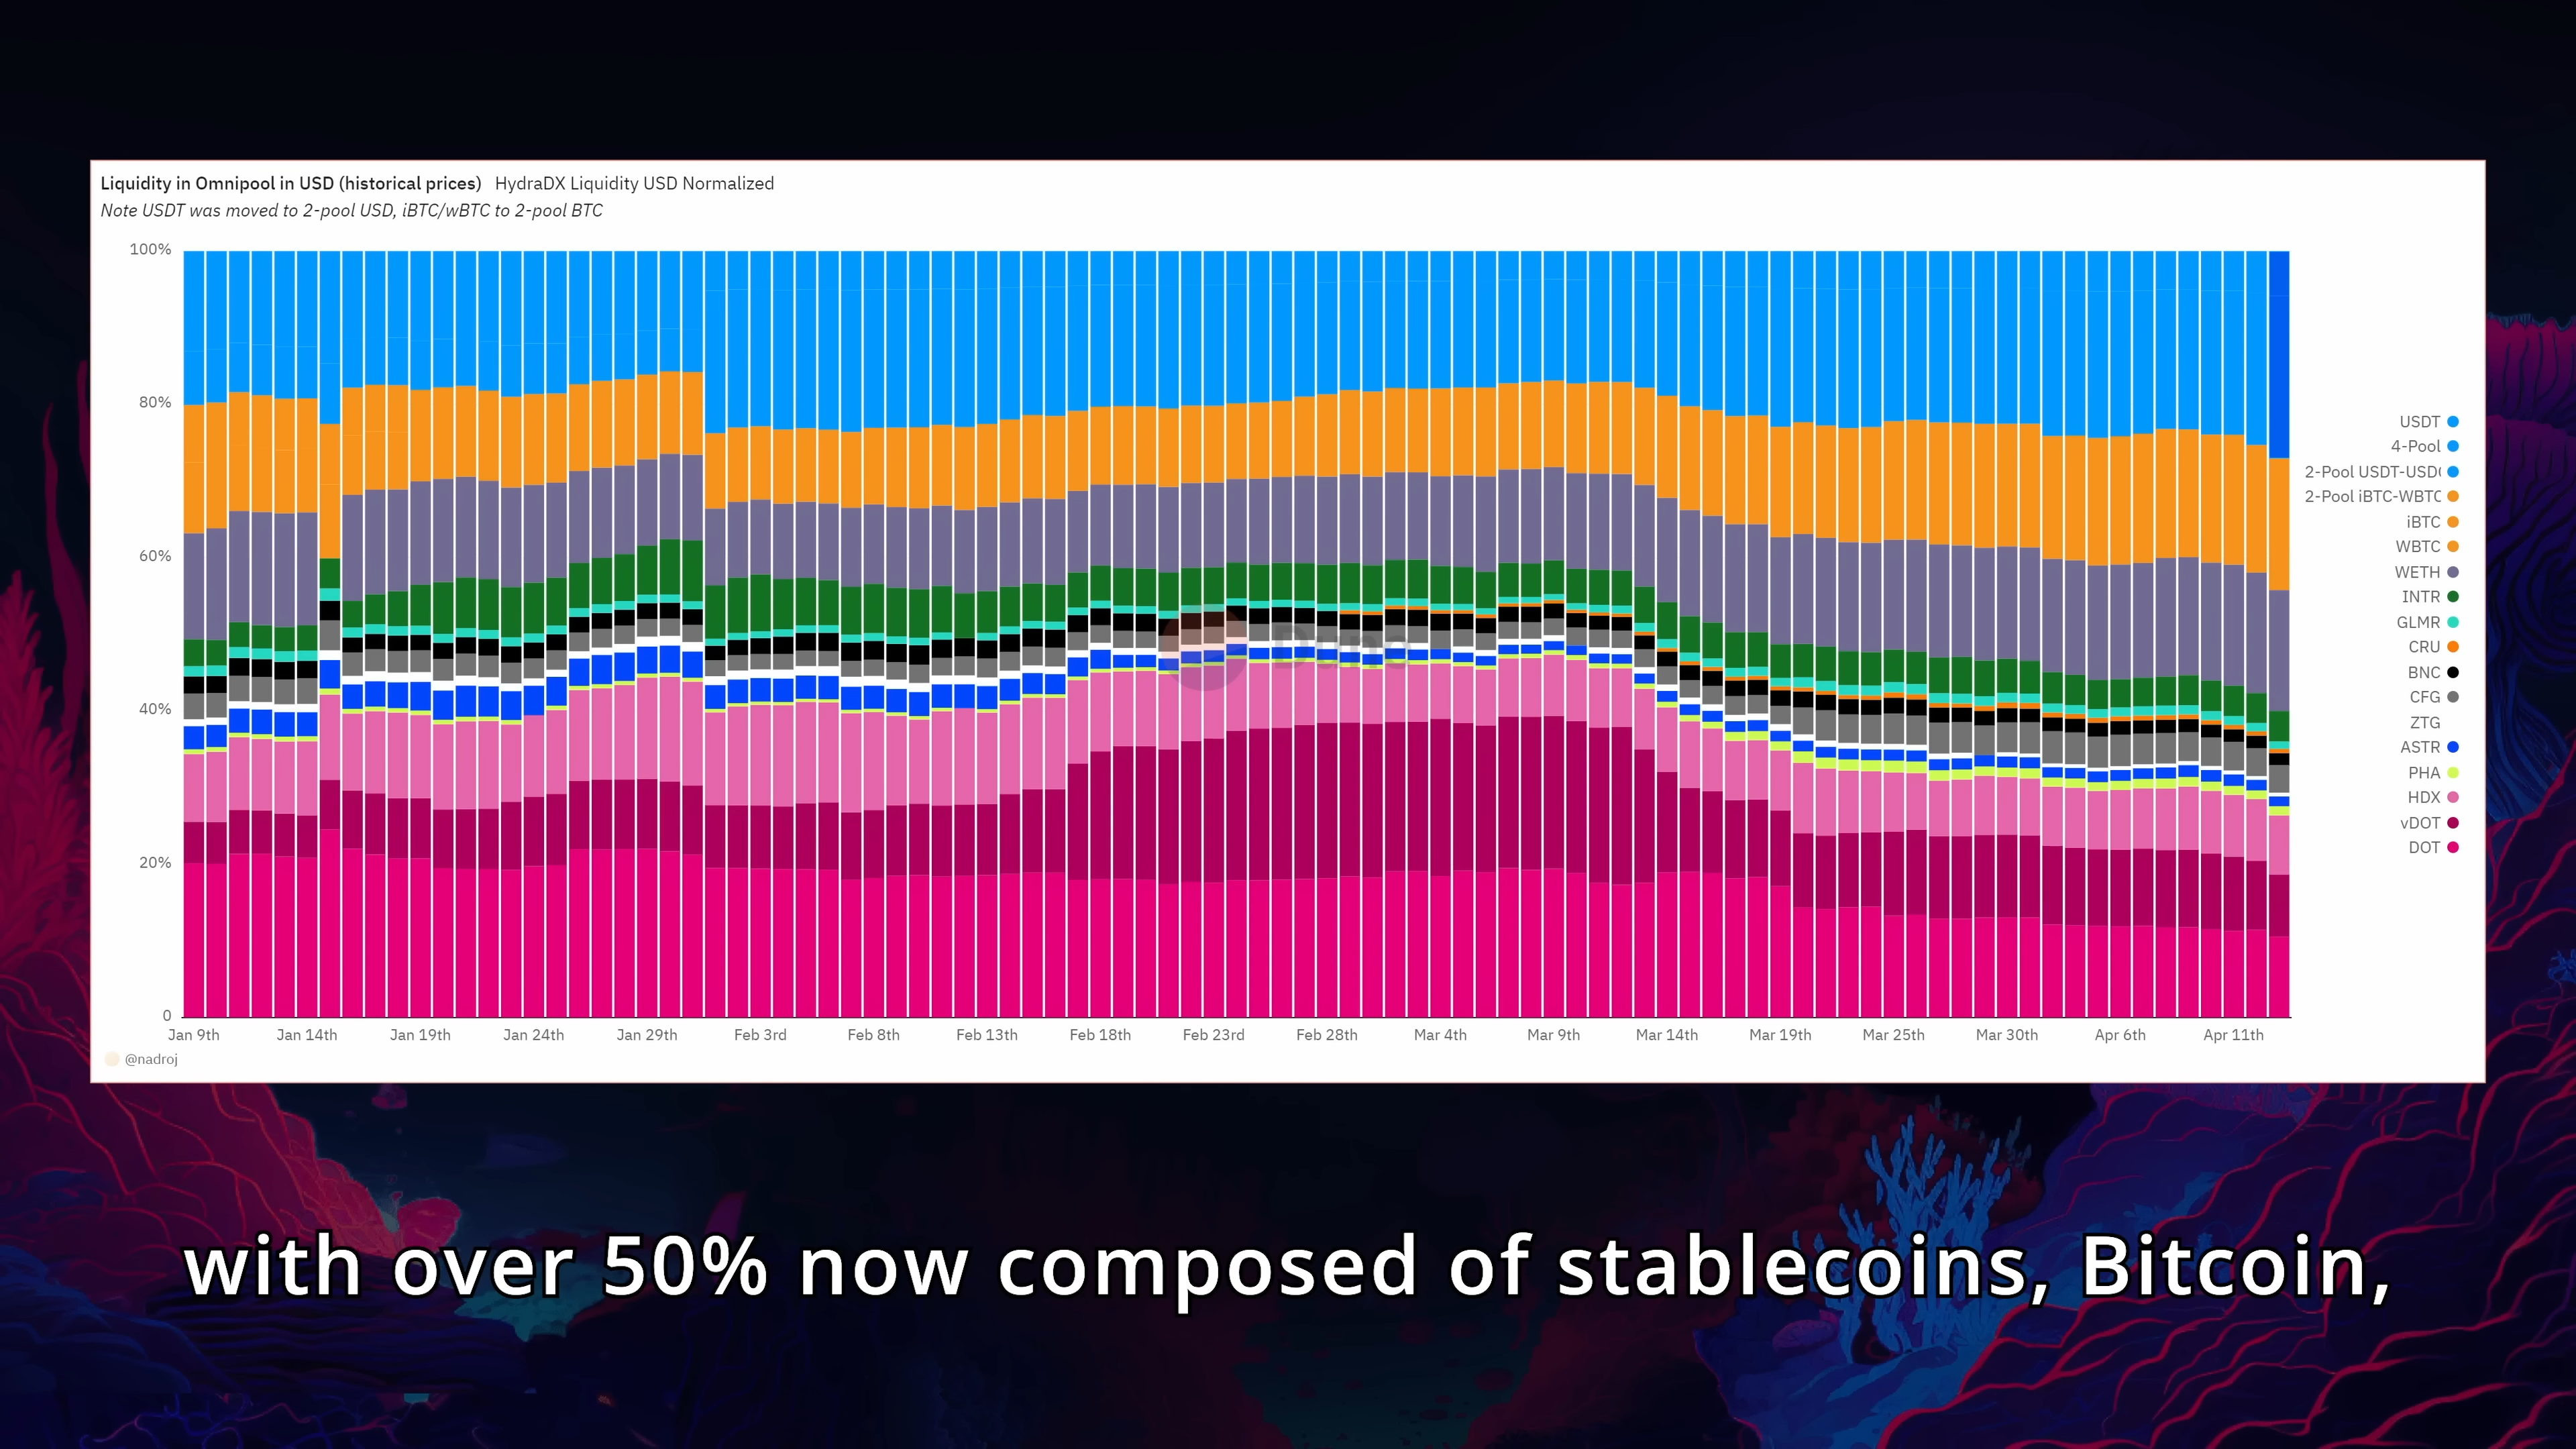 Liquidity in Omnipool in USD (historical prices) HydraDX Liquidity USD Normalized
Note USDT was moved to 2-pool USD, iBTC/wBTC to 2-pool BTC
100%
80%
60%
40%
20%
0
Jan 9th Jan 14th Jan 19th Jan 24th Jan 29th Feb 3rd Feb 8th Feb 13th Feb 18th Feb 23rd Feb 28th Mar 4th Mar 9th Mar 14th Mar 19th Mar 25th Mar 30th Apr 6th Apr 11th
USDT
4-Pool
2-Pool USDT-USD
2-Pool iBTC-WBTC
iBTC
WBTC
WETH
INTR
GLMR
CRU
BNC
CFG
ZTG
ASTR
PHA
HDX
vDOT
DOT
Dune
@nadroj
with over 50% now composed of stablecoins, Bitcoin,